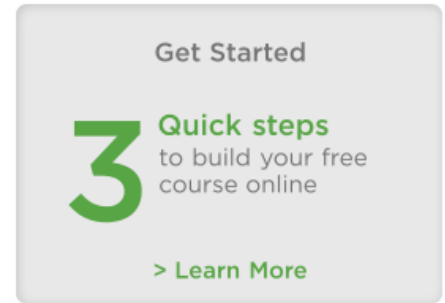 Get Started
3 Quick steps
to build your free
course online
> Learn More